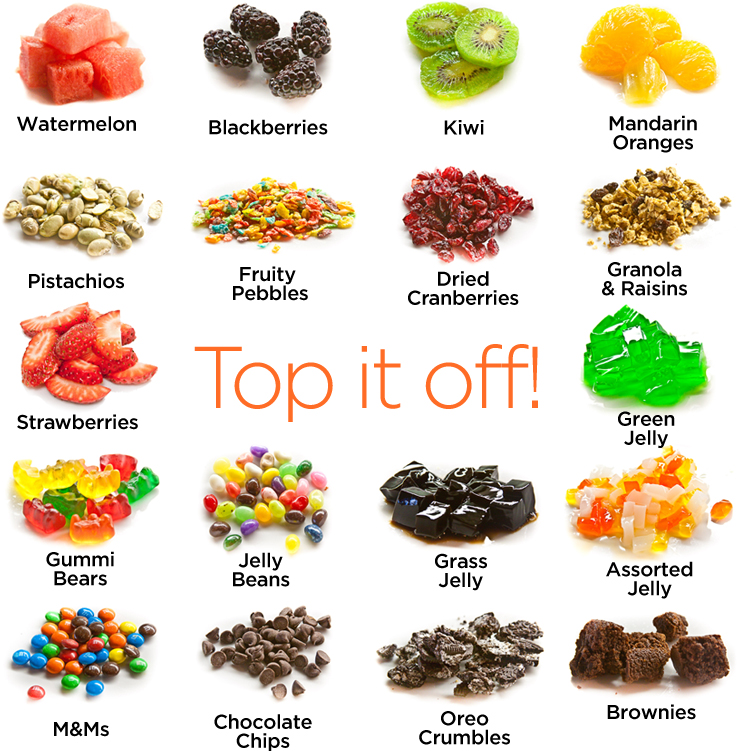 Watermelon
Blackberries
Kiwi
Mandarin
Oranges
Pistachios
Fruity
Pebbles
Dried
Cranberries
Granola
& Raisins
Strawberries
Top it off!
Green
Jelly
Gummi
Bears
Jelly
Beans
Grass
Jelly
Assorted
Jelly
M&Ms
Chocolate
Chips
Oreo
Crumbles
Brownies